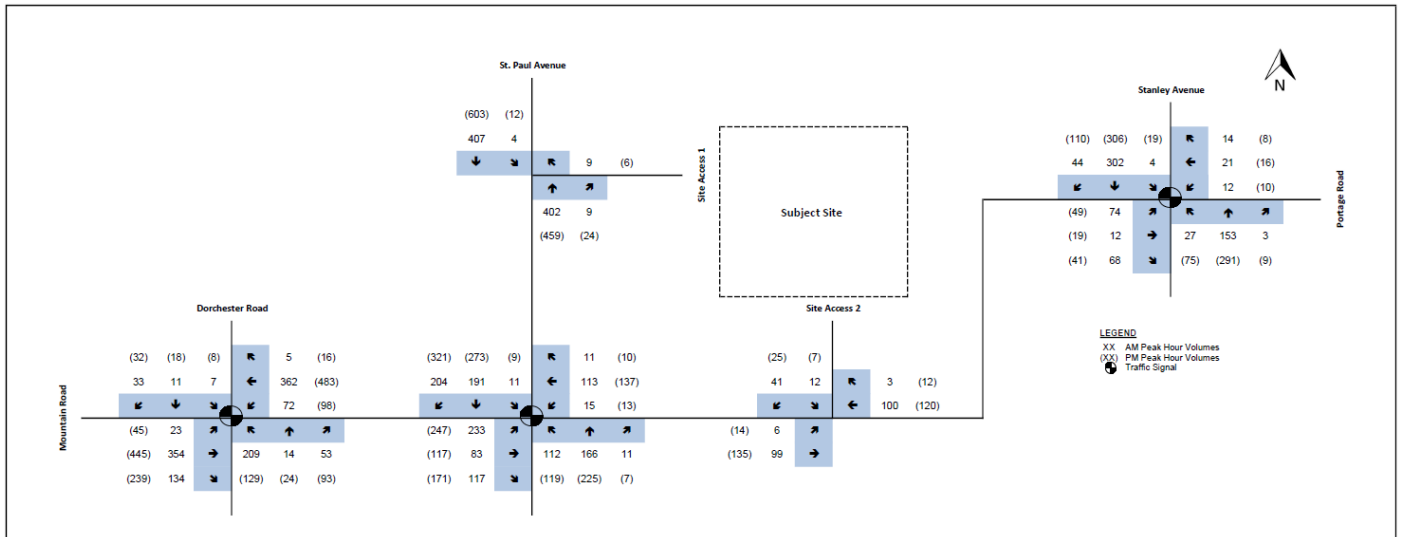 St. Paul Avenue
(603) (12)
407 4
9 (6)
402 9
(459) (24)
Site Access 1
Subject Site
N
Stanley Avenue
(110) (306) (19) 14 (8)
44 302 4 21 (16)
12 (10)
(49) 74
(19) 12 27 153 3
(41) 68 (75) (291) (9)
Portage Road
LEGEND
XX AM Peak Hour Volumes
(XX) PM Peak Hour Volumes
Traffic Signal
Mountain Road
Dorchester Road
(32) (18) (8) 5 (16)
33 11 7 362 (483)
72 (98)
(45) 23
(445) 354 209 14 53
(239) 134 (129) (24) (93)
(321) (273) (9) 11 (10)
204 191 11 113 (137)
15 (13)
(247) 233
(117) 83 112 166 11
(171) 117 (119) (225) (7)
Site Access 2
(25) (7)
41 12 3 (12)
100 (120)
(14) 6
(135) 99